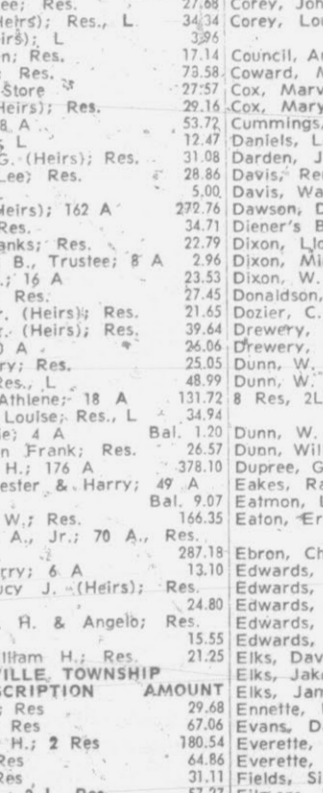 ee; Res. 27.68
Heirs); Res., L 34.34
irs); L 3.96
n; Res. 17.14
Res. 73.58
Store 27.57
Heirs); Res. 29.16
8 A 53.72
L 12.47
G. (Heirs); Res. 31.08
Lee; Res. 28.86
5.00
Heirs); 162 A 272.76
Res. 34.71
anks; Res. 22.79
B., Trustee; 8 A 2.96
.; 16 A 23.53
Res. 27.45
r. (Heirs); Res. 21.65
r. (Heirs); Res. 39.64
0 A 26.06
ry; Res. 25.05
Res., L 48.99
Athlene; 18 A 131.72
Louise; Res., L 34.94
ie; 4 A Bal. 1.20
n Frank; Res. 26.57
H.; 176 A 378.10
ester & Harry; 49 A
Bal. 9.07
W.; Res. 166.35
A., Jr.; 70 A., Res.
287.18
rry; 6 A 13.10
ucy J. (Heirs); Res.
24.80
H. & Angelo; Res.
15.55
illiam H.; Res. 21.25
VILLE TOWNSHIP
SCRIPTION AMOUNT
; Res 29.68
Res 67.06
H.; 2 Res 180.54
Res 64.86
Res 31.11
Corey, Joh
Corey, Lo
Council, A
Coward, M
Cox, Marv
Cox, Mary
Cummings,
Daniels, L
Darden, J
Davis, Re
Davis, Wa
Dawson, D
Diener's B
Dixon, Llo
Dixon, Mi
Dixon, W.
Donaldson,
Dozier, C.
Drewery,
Drewery,
Dunn, W.
Dunn, W.
8 Res, 2L
Dunn, W.
Dunn, Will
Dupree, G
Eakes, Ra
Eatmon, L
Eaton, Er
Ebron, Ch
Edwards,
Edwards,
Edwards,
Edwards,
Edwards,
Elks, Dav
Elks, Jak
Elks, Jan
Ennette,
Evans, D
Everette,
Everette,
Fields, Si